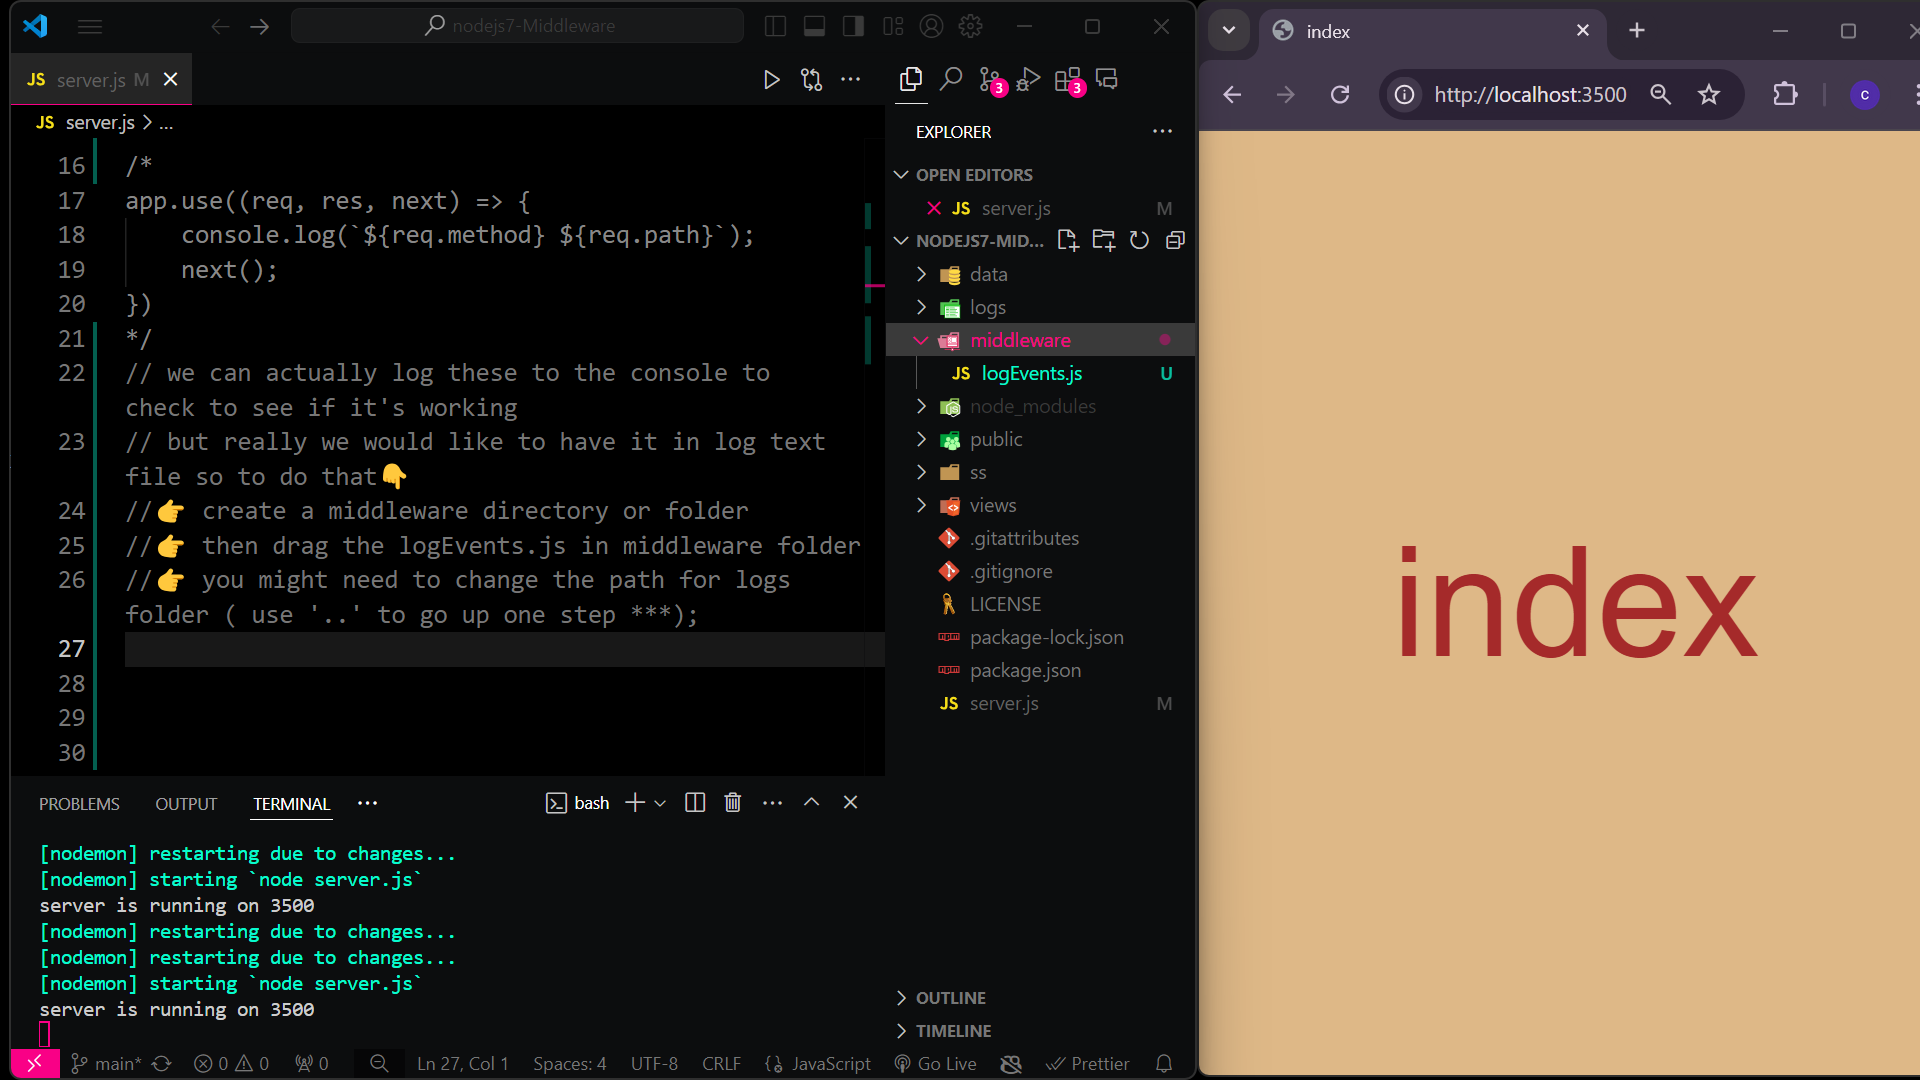 nodejs7-Middleware
JS server.js M
JS server.js > ...
16 /*
17 app.use((req, res, next) => {
18 console.log(`${req.method} ${req.path}`);
19 next();
20 })
21 */
22 // we can actually log these to the console to
check to see if it's working
23 // but really we would like to have it in log text
file so to do that👇
24 //👉 create a middleware directory or folder
25 //👉 then drag the logEvents.js in middleware folder
26 //👉 you might need to change the path for logs
folder ( use '..' to go up one step ***);
27
28
29
30
PROBLEMS OUTPUT TERMINAL ... bash
[nodemon] restarting due to changes...
[nodemon] starting `node server.js`
server is running on 3500
[nodemon] restarting due to changes...
[nodemon] restarting due to changes...
[nodemon] starting `node server.js`
server is running on 3500
3 3
EXPLORER
OPEN EDITORS
JS server.js M
NODEJS7-MID...
data
logs
middleware
JS logEvents.js U
node_modules
public
ss
views
.gitattributes
.gitignore
LICENSE
package-lock.json
package.json
JS server.js M
OUTLINE
TIMELINE
main* 0 0 0 Ln 27, Col 1 Spaces: 4 UTF-8 CRLF JavaScript Go Live Prettier
index
http://localhost:3500
c
index